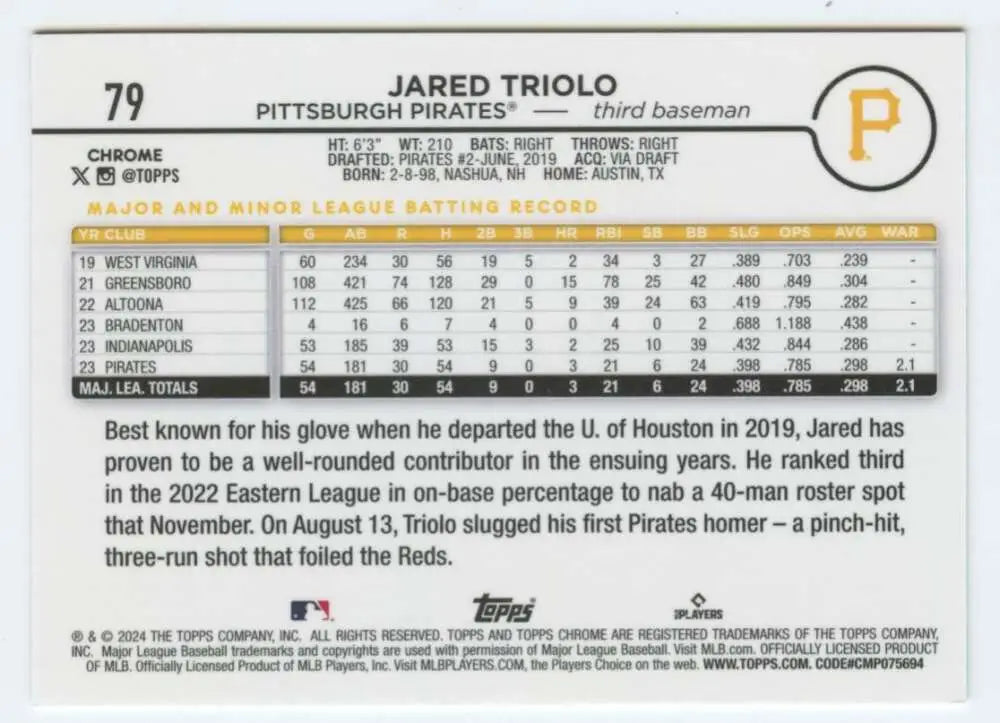 79
JARED TRIOLO
PITTSBURGH PIRATES® — third baseman
P
CHROME
@TOPPS
HT: 6'3" WT: 210 BATS: RIGHT THROWS: RIGHT
DRAFTED: PIRATES #2-JUNE, 2019 ACQ: VIA DRAFT
BORN: 2-8-98, NASHUA, NH HOME: AUSTIN, TX
MAJOR AND MINOR LEAGUE BATTING RECORD
YR CLUB G AB R H 2B 3B HR RBI SB BB SLG OPS AVG WAR
19 WEST VIRGINIA 60 234 30 56 19 5 2 34 3 27 .389 .703 .239 -
21 GREENSBORO 108 421 74 128 29 0 15 78 25 42 .480 .849 .304 -
22 ALTOONA 112 425 66 120 21 5 9 39 24 63 .419 .795 .282 -
23 BRADENTON 4 16 6 7 4 0 0 4 0 2 .688 1.188 .438 -
23 INDIANAPOLIS 53 185 39 53 15 3 2 25 10 39 .432 .844 .286 -
23 PIRATES 54 181 30 54 9 0 3 21 6 24 .398 .785 .298 2.1
MAJ. LEA. TOTALS 54 181 30 54 9 0 3 21 6 24 .398 .785 .298 2.1
Best known for his glove when he departed the U. of Houston in 2019, Jared has
proven to be a well-rounded contributor in the ensuing years. He ranked third
in the 2022 Eastern League in on-base percentage to nab a 40-man roster spot
that November. On August 13, Triolo slugged his first Pirates homer – a pinch-hit,
three-run shot that foiled the Reds.
Topps
PLAYERS
® & © 2024 THE TOPPS COMPANY, INC. ALL RIGHTS RESERVED. TOPPS AND TOPPS CHROME ARE REGISTERED TRADEMARKS OF THE TOPPS COMPANY,
INC. Major League Baseball trademarks and copyrights are used with permission of Major League Baseball. Visit MLB.com. OFFICIALLY LICENSED PRODUCT
OF MLB. Officially Licensed Product of MLB Players, Inc. Visit MLBPLAYERS.COM, the Players Choice on the web. WWW.TOPPS.COM. CODE#CMP075694